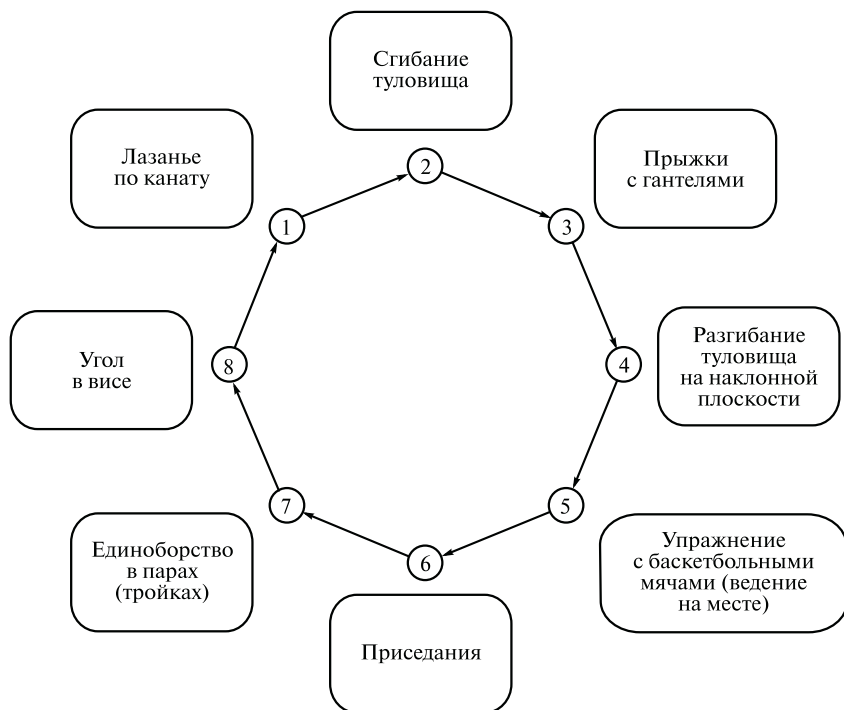 Сгибание
туловища
Лазанье
по канату
Прыжки
с гантелями
2
1
3
Угол
в висе
8
4
Разгибание
туловища
на наклонной
плоскости
7
5
6
Единоборство
в парах
(тройках)
Упражнение
с баскетбольными
мячами (ведение
на месте)
Приседания